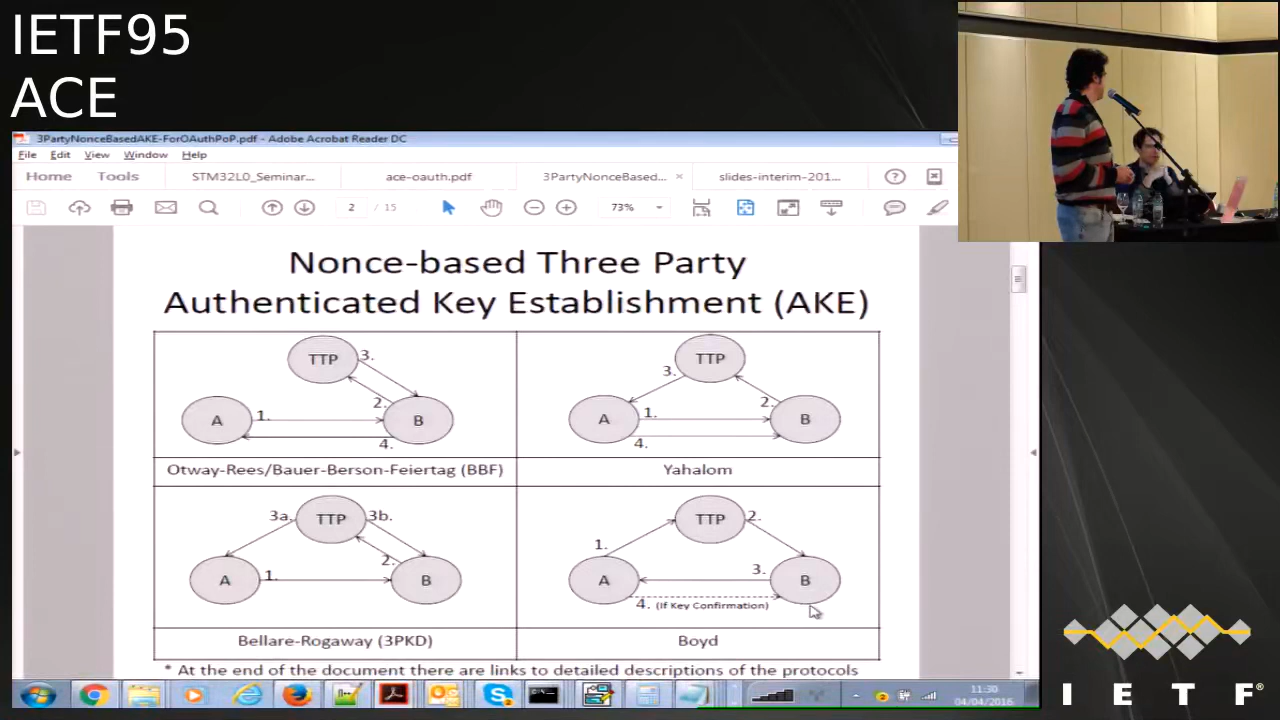 IETF95
ACE
3PartyNonceBasedAKE-ForOAuthPoP.pdf - Adobe Acrobat Reader DC
File Edit View Window Help
Home Tools STM32L0_Seminar... ace-oauth.pdf 3PartyNonceBased... × slides-interim-201...
2 / 15 73%
Nonce-based Three Party
Authenticated Key Establishment (AKE)
TTP 3.
2.
A 1. B
4.
Otway-Rees/Bauer-Berson-Feiertag (BBF)
TTP
3. 2.
A 1. B
4.
Yahalom
3a. TTP 3b.
2.
A 1. B
Bellare-Rogaway (3PKD)
TTP 2.
1.
3.
A B
4. (If Key Confirmation)
Boyd
* At the end of the document there are links to detailed descriptions of the protocols
11:30
04/04/2016
I E T F®